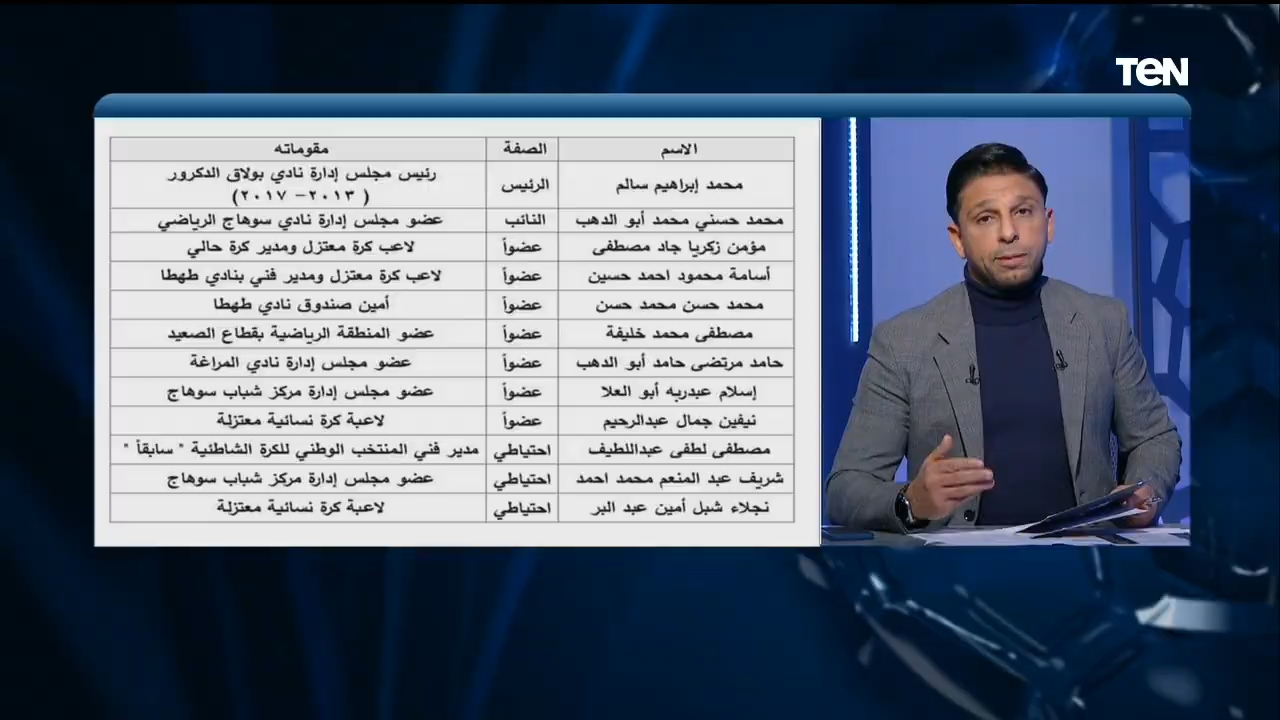 TEN
الاسم الصفة مقوماته
محمد إبراهيم سالم الرئيس رئيس مجلس إدارة نادي بولاق الدكرور
( ٢٠١٣– ٢٠١٧)
محمد حسني محمد أبو الدهب النائب عضو مجلس إدارة نادي سوهاج الرياضي
مؤمن زكريا جاد مصطفى عضواً لاعب كرة معتزل ومدير كرة حالي
أسامة محمود احمد حسين عضواً لاعب كرة معتزل ومدير فني بنادي طهطا
محمد حسن محمد حسن عضواً أمين صندوق نادي طهطا
مصطفى محمد خليفة عضواً عضو المنطقة الرياضية بقطاع الصعيد
حامد مرتضى حامد أبو الدهب عضواً عضو مجلس إدارة نادي المراغة
إسلام عبدربه أبو العلا عضواً عضو مجلس إدارة مركز شباب سوهاج
نيفين جمال عبدالرحيم عضواً لاعبة كرة نسائية معتزلة
مصطفى لطفى عبداللطيف احتياطي مدير فني المنتخب الوطني للكرة الشاطئية " سابقاً "
شريف عبد المنعم محمد احمد احتياطي عضو مجلس إدارة مركز شباب سوهاج
نجلاء شبل أمين عبد البر احتياطي لاعبة كرة نسائية معتزلة